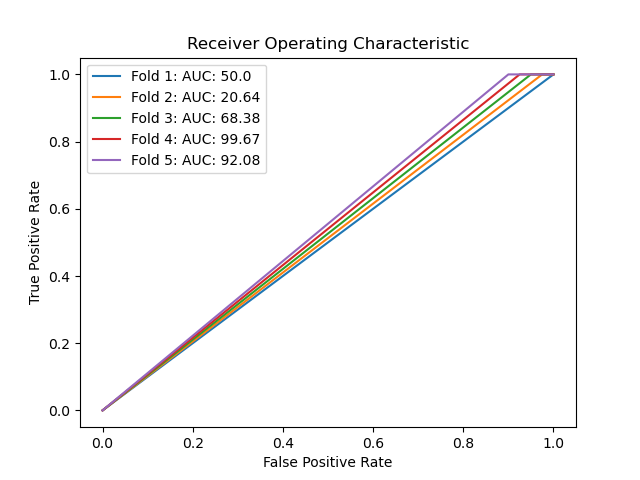 Receiver Operating Characteristic
Fold 1: AUC: 50.0
Fold 2: AUC: 20.64
Fold 3: AUC: 68.38
Fold 4: AUC: 99.67
Fold 5: AUC: 92.08
True Positive Rate
1.0
0.8
0.6
0.4
0.2
0.0
0.0 0.2 0.4 0.6 0.8 1.0
False Positive Rate